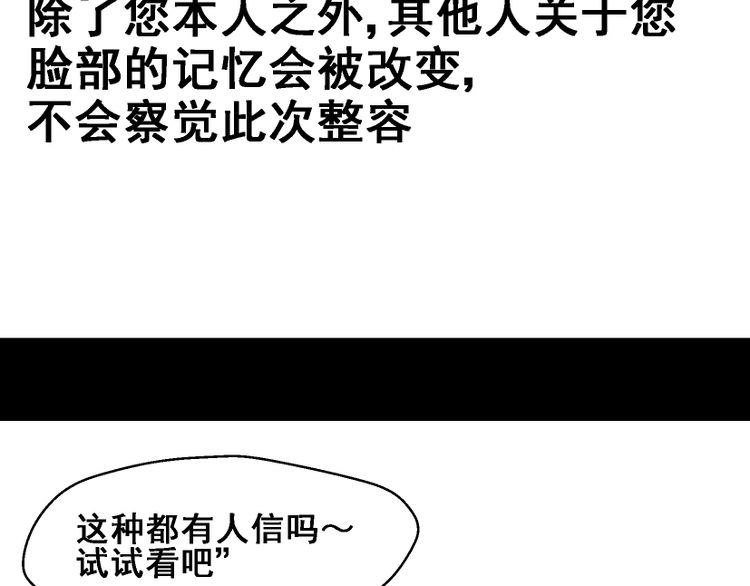 除了您本人之外,其他人关于您
脸部的记忆会被改变,
不会察觉此次整容
这种都有人信吗～
试试看吧”